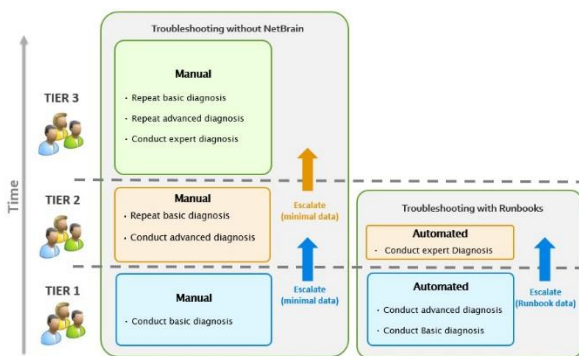 Troubleshooting without NetBrain
Time
TIER 3
Manual
· Repeat basic diagnosis
· Repeat advanced diagnosis
· Conduct expert diagnosis
TIER 2
Manual
· Repeat basic diagnosis
· Conduct advanced diagnosis
Escalate
(minimal data)
TIER 1
Manual
· Conduct basic diagnosis
Escalate
(minimal data)
Troubleshooting with Runbooks
Automated
· Conduct expert Diagnosis
Automated
· Conduct advanced diagnosis
· Conduct Basic diagnosis
Escalate
(Runbook data)